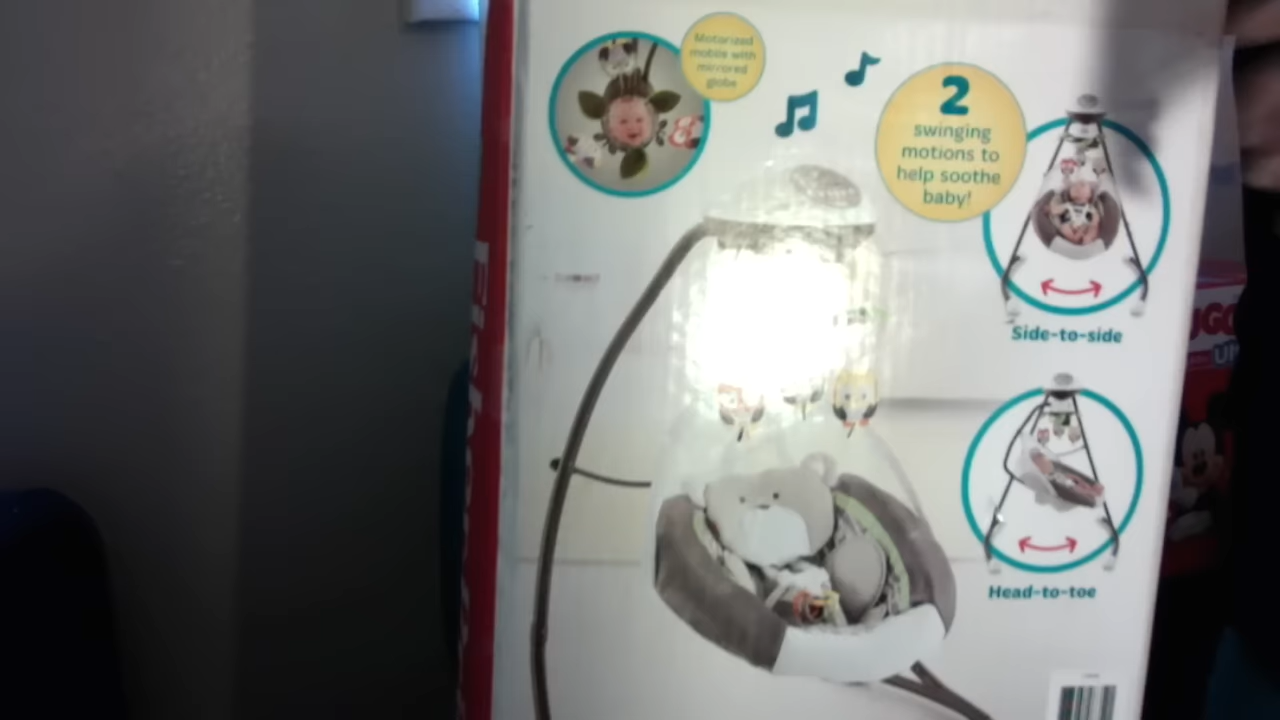 Motorized
mobile with
mirrored
globe
2
swinging
motions to
help soothe
baby!
Side-to-side
Head-to-toe